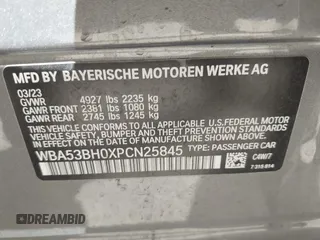 MFD BY BAYERISCHE MOTOREN WERKE AG
03/23
GVWR 4927 lbs 2235 kg
GAWR FRONT 2381 lbs 1080 kg
GAWR REAR 2745 lbs 1245 kg
THIS VEHICLE CONFORMS TO ALL APPLICABLE
U.S.FEDERAL MOTOR
VEHICLE SAFETY, BUMPER, AND THEFT PREVENTION
STANDARDS IN EFFECT ON THE DATE OF
MANUFACTURE SHOWN ABOVE.
WBA53BH0XPCN25845 TYPE: PASSENGER CAR
C4W/7
DREAMBID